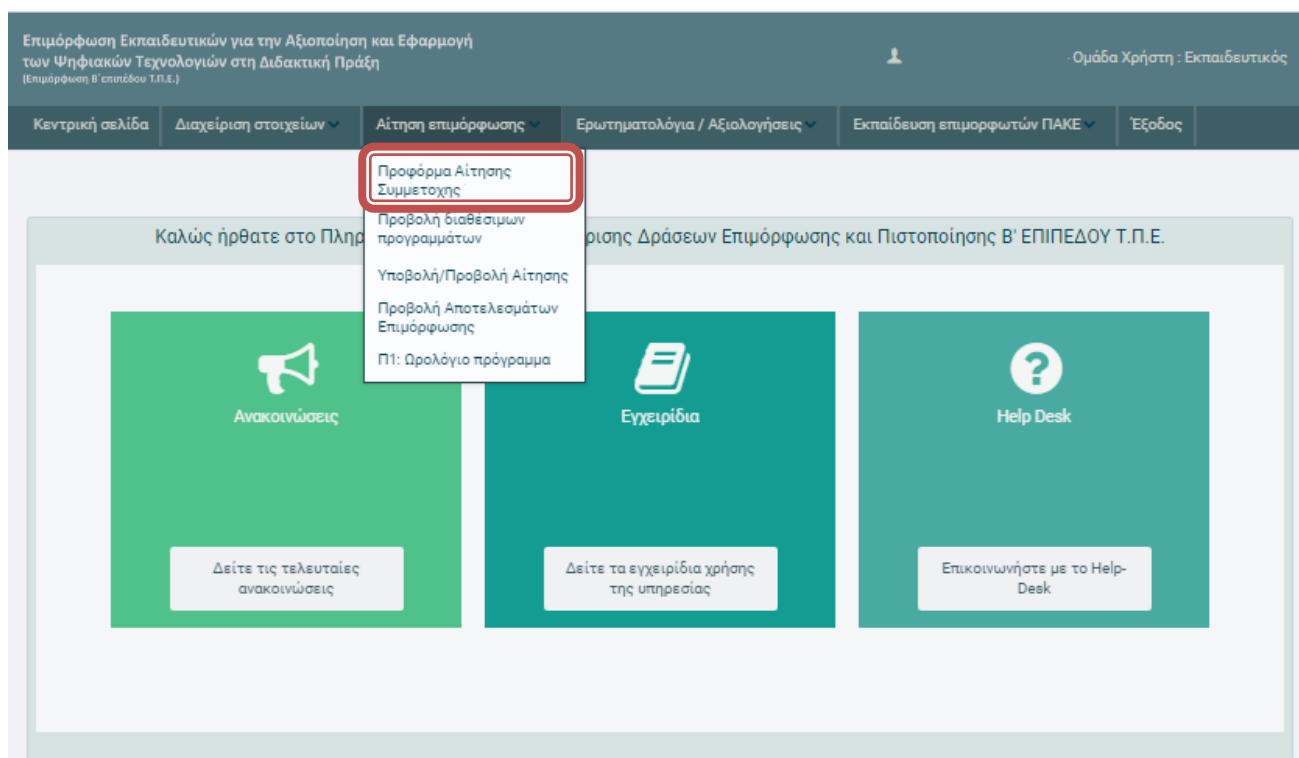 Επιμόρφωση Εκπαιδευτικών για την Αξιοποίηση και Εφαρμογή
των Ψηφιακών Τεχνολογιών στη Διδακτική Πράξη
(Επιμόρφωση Β' επιπέδου Τ.Π.Ε.)
Ομάδα Χρήστη : Εκπαιδευτικός
Κεντρική σελίδα Διαχείριση στοιχείων Αίτηση επιμόρφωσης Ερωτηματολόγια / Αξιολογήσεις Εκπαίδευση επιμορφωτών ΠΑΚΕ Έξοδος
Προφόρμα Αίτησης
Συμμετοχης
Προβολή διαθέσιμων
προγραμμάτων
Υποβολή/Προβολή Αίτησης
Προβολή Αποτελεσμάτων
Επιμόρφωσης
Π1: Ωρολόγιο πρόγραμμα
Καλώς ήρθατε στο Πληρ ρισης Δράσεων Επιμόρφωσης και Πιστοποίησης Β' ΕΠΙΠΕΔΟΥ Τ.Π.Ε.
Ανακοινώσεις
Δείτε τις τελευταίες
ανακοινώσεις
Εγχειρίδια
Δείτε τα εγχειρίδια χρήσης
της υπηρεσίας
Help Desk
Επικοινωνήστε με το Help-
Desk